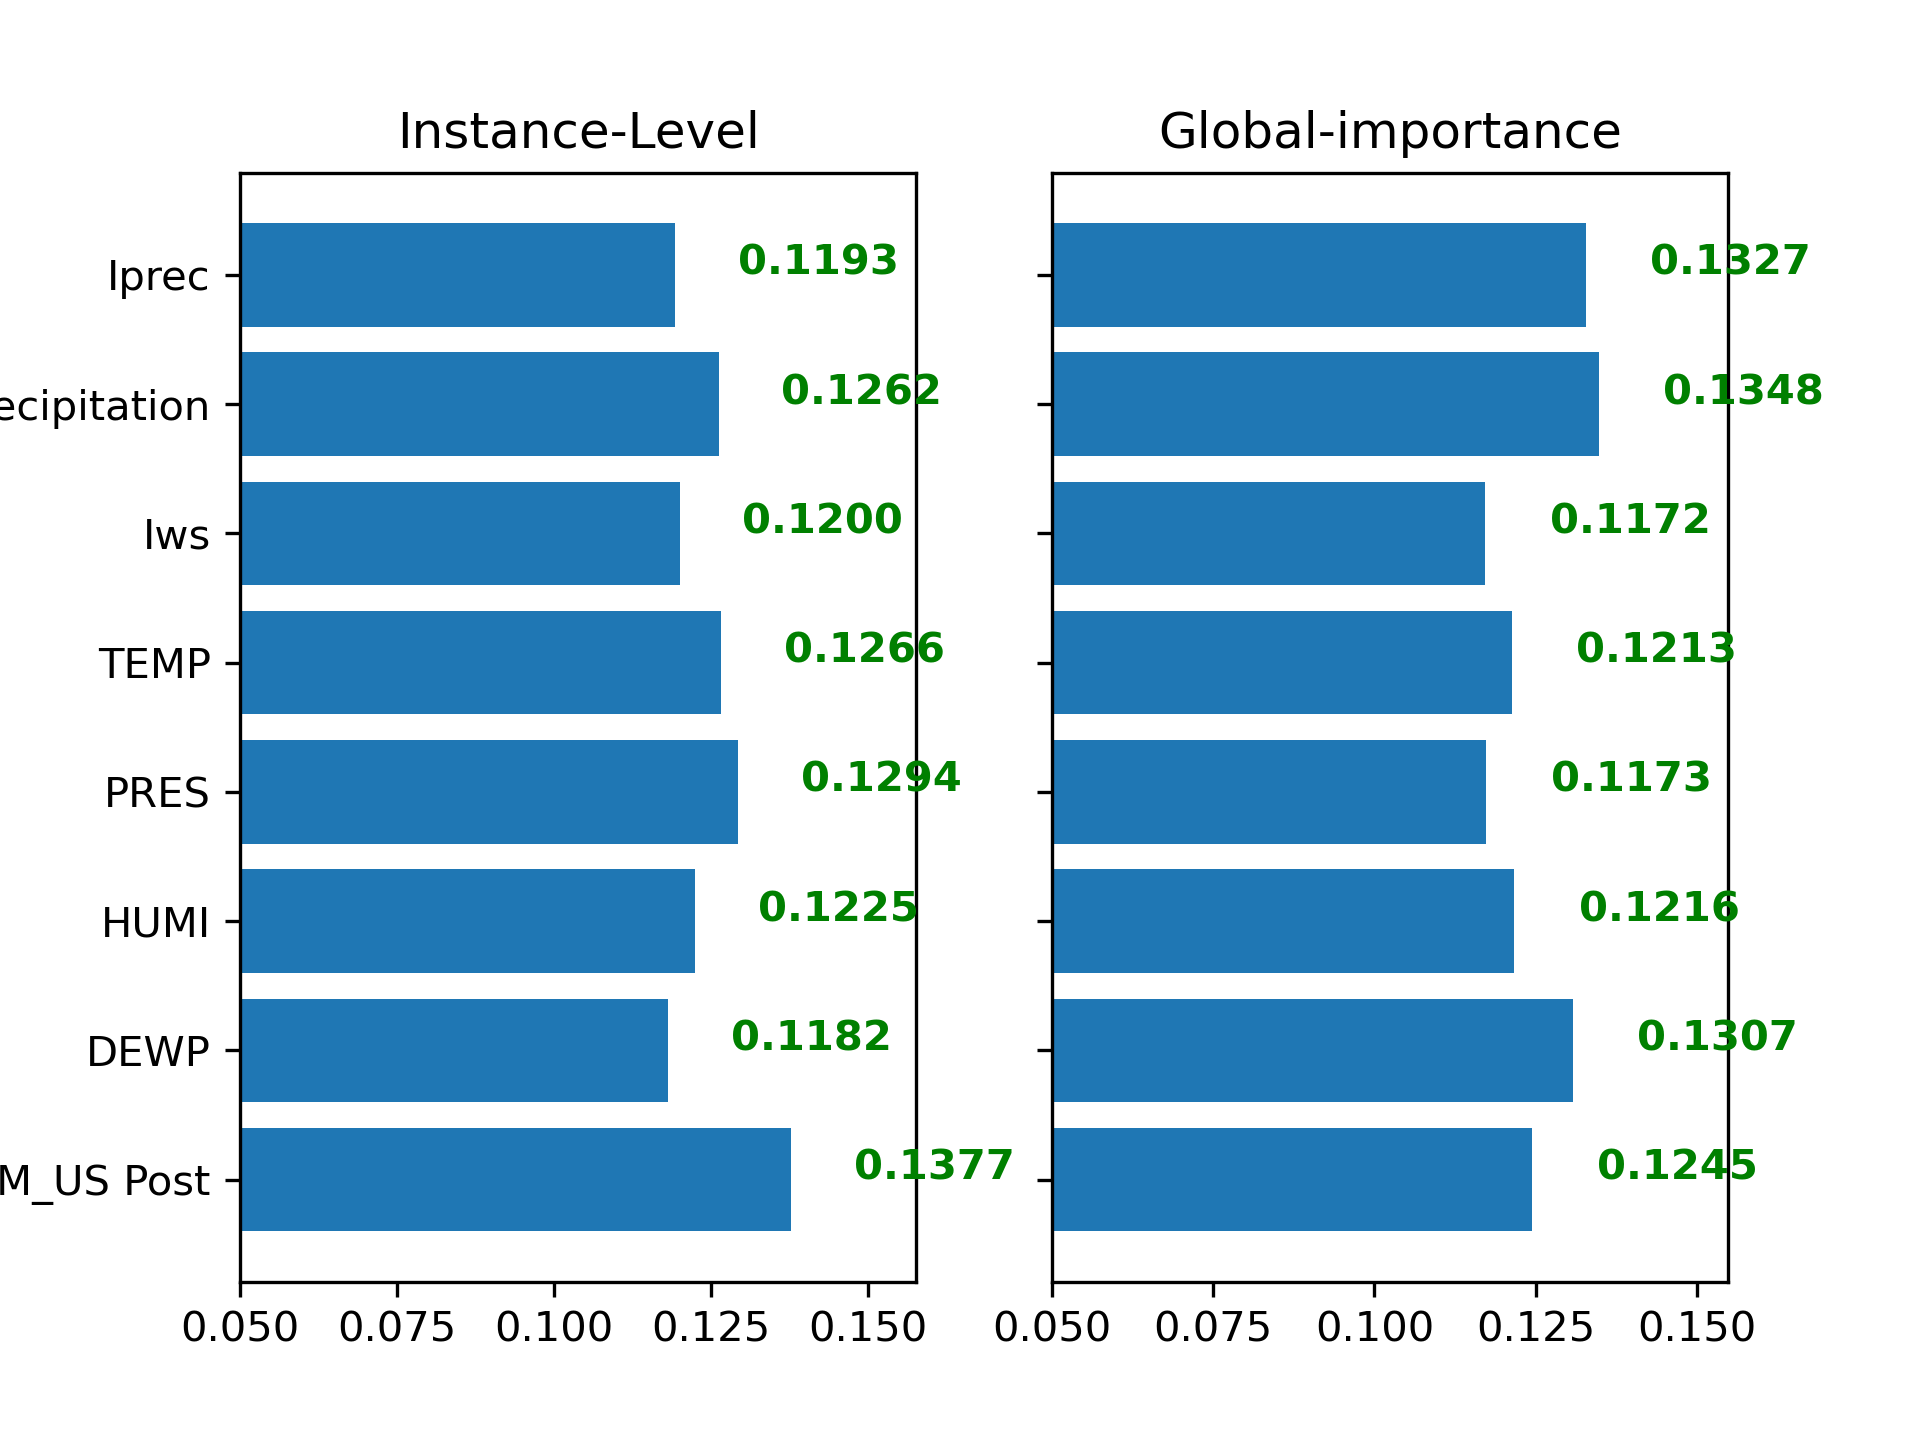 Instance-Level
Global-importance
Iprec
0.1193
0.1327
ecipitation
0.1262
0.1348
Iws
0.1200
0.1172
TEMP
0.1266
0.1213
PRES
0.1294
0.1173
HUMI
0.1225
0.1216
DEWP
0.1182
0.1307
M_US Post
0.1377
0.1245
0.050 0.075 0.100 0.125 0.150
0.050 0.075 0.100 0.125 0.150